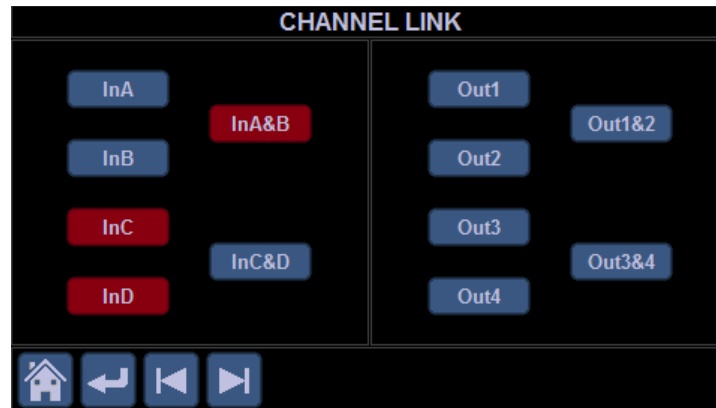 CHANNEL LINK
InA
InA&B
InB
InC
InC&D
InD
Out1
Out1&2
Out2
Out3
Out3&4
Out4